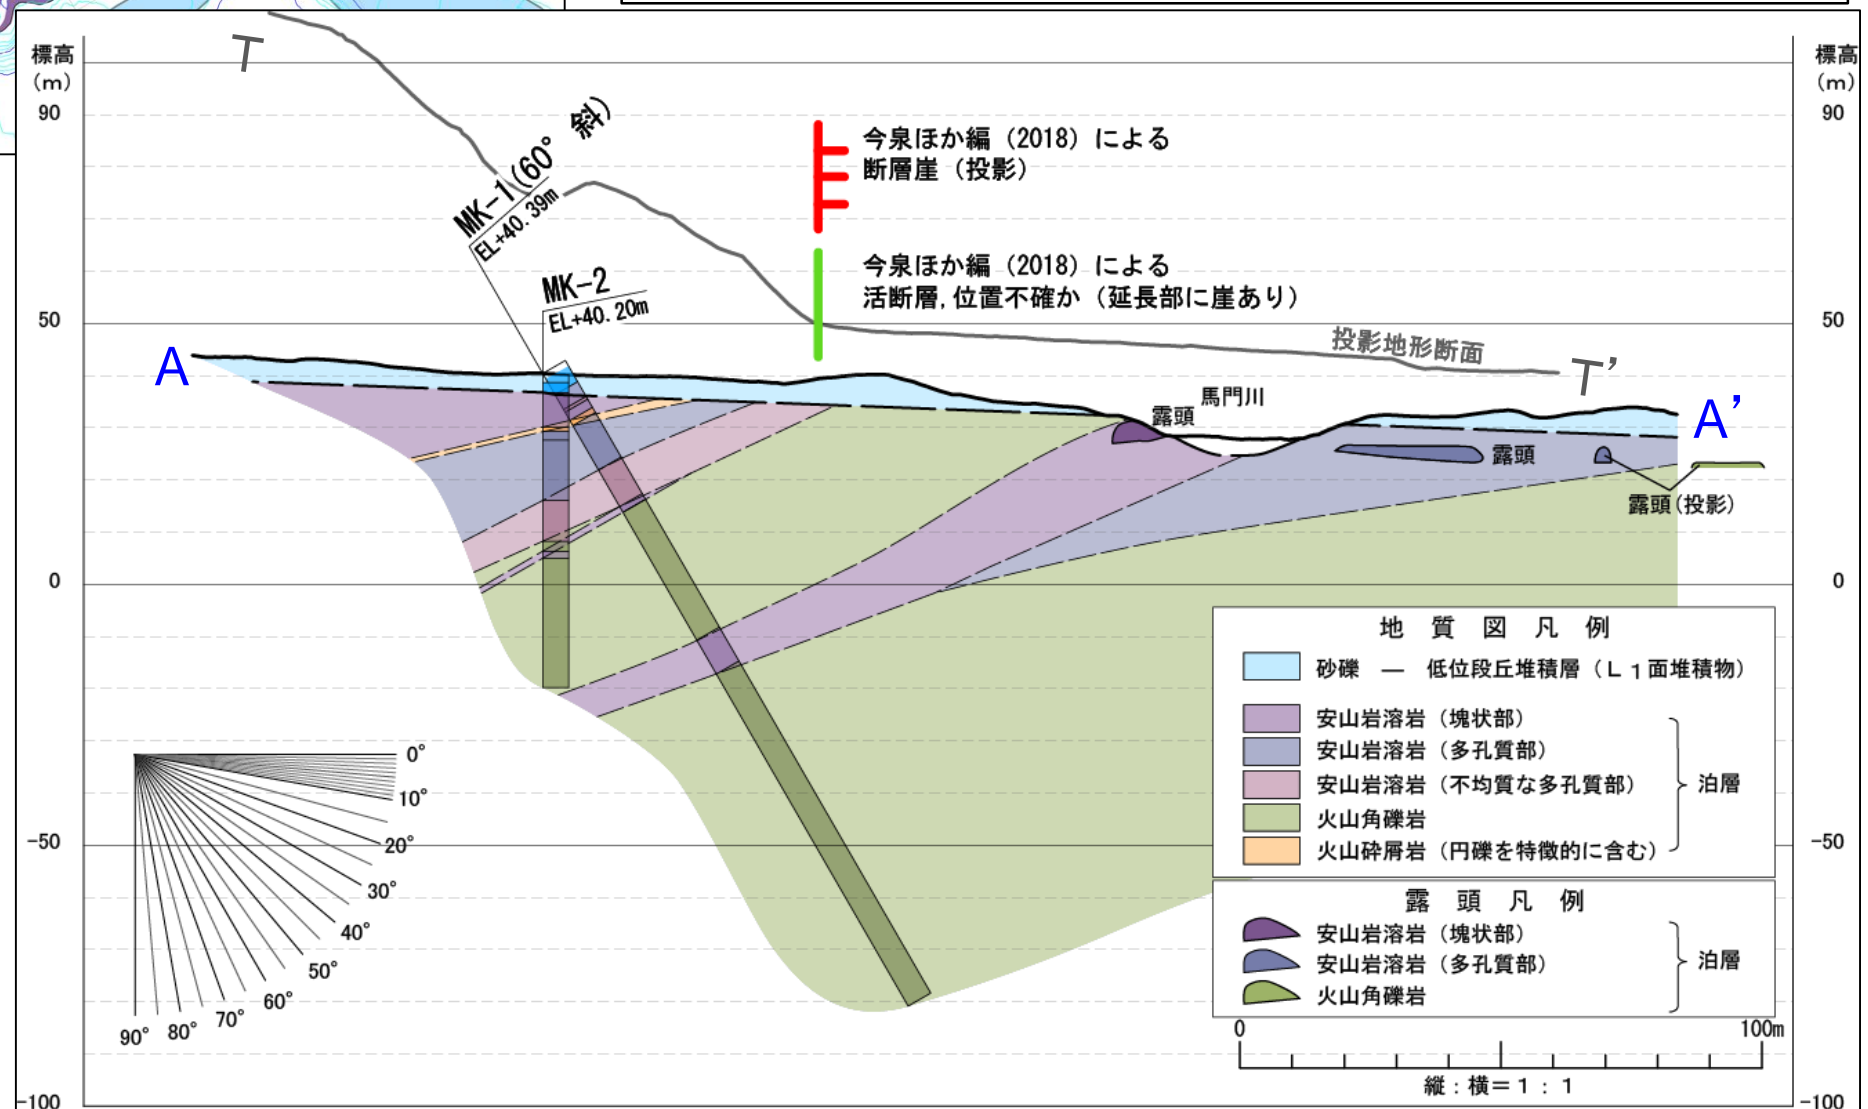 T
標高
(m)
標高
(m)
90
90
MK-1(60° 斜)
EL+40.39m
今泉ほか編（2018）による
断層崖（投影）
今泉ほか編（2018）による
活断層，位置不確か（延長部に崖あり）
MK-2
EL+40.20m
50
50
投影地形断面
T’
A
馬門川
露頭
A’
露頭
露頭(投影)
0
0
地 質 図 凡 例
砂礫 ― 低位段丘堆積層（L1面堆積物）
安山岩溶岩（塊状部）
安山岩溶岩（多孔質部）
安山岩溶岩（不均質な多孔質部）
泊層
火山角礫岩
火山砕屑岩（円礫を特徴的に含む）
-50
-50
露 頭 凡 例
安山岩溶岩（塊状部）
安山岩溶岩（多孔質部）
泊層
火山角礫岩
0°
10°
20°
30°
40°
50°
60°
70°
80°
90°
0
100m
縦：横＝1：1
-100
-100